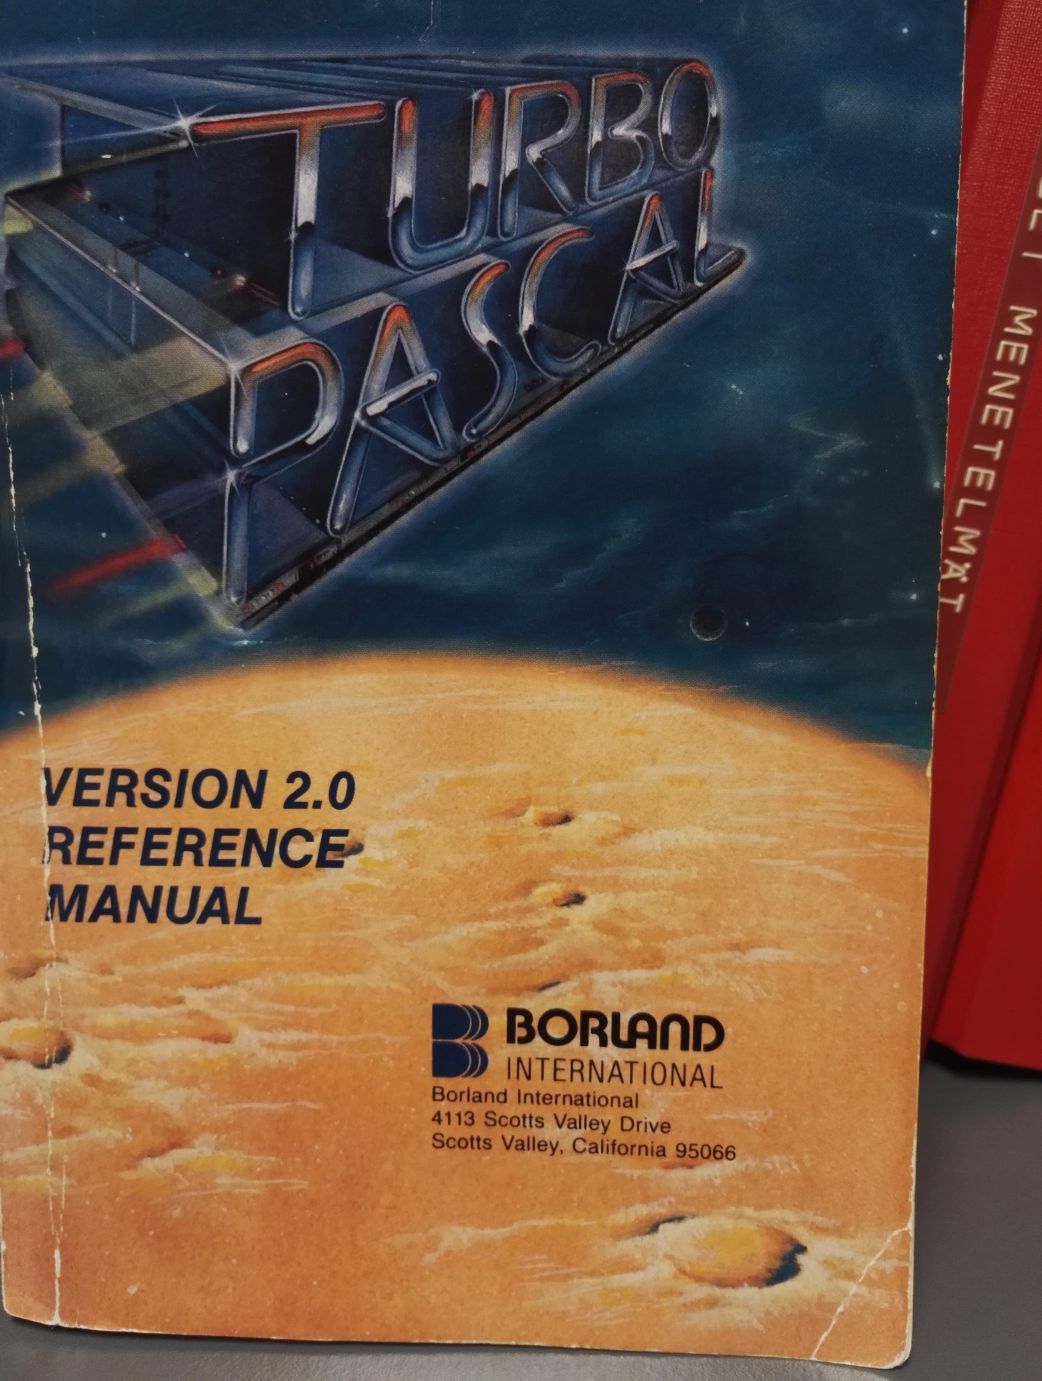 TURBO
PASCAL
VERSION 2.0
REFERENCE
MANUAL
BORLAND
INTERNATIONAL
Borland International
4113 Scotts Valley Drive
Scotts Valley, California 95066
MENETELMÄT